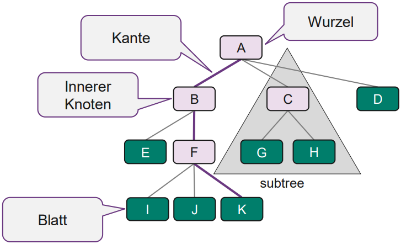 Wurzel
Kante
A
Innerer
Knoten
B
C
D
E
F
G
H
subtree
Blatt
I
J
K